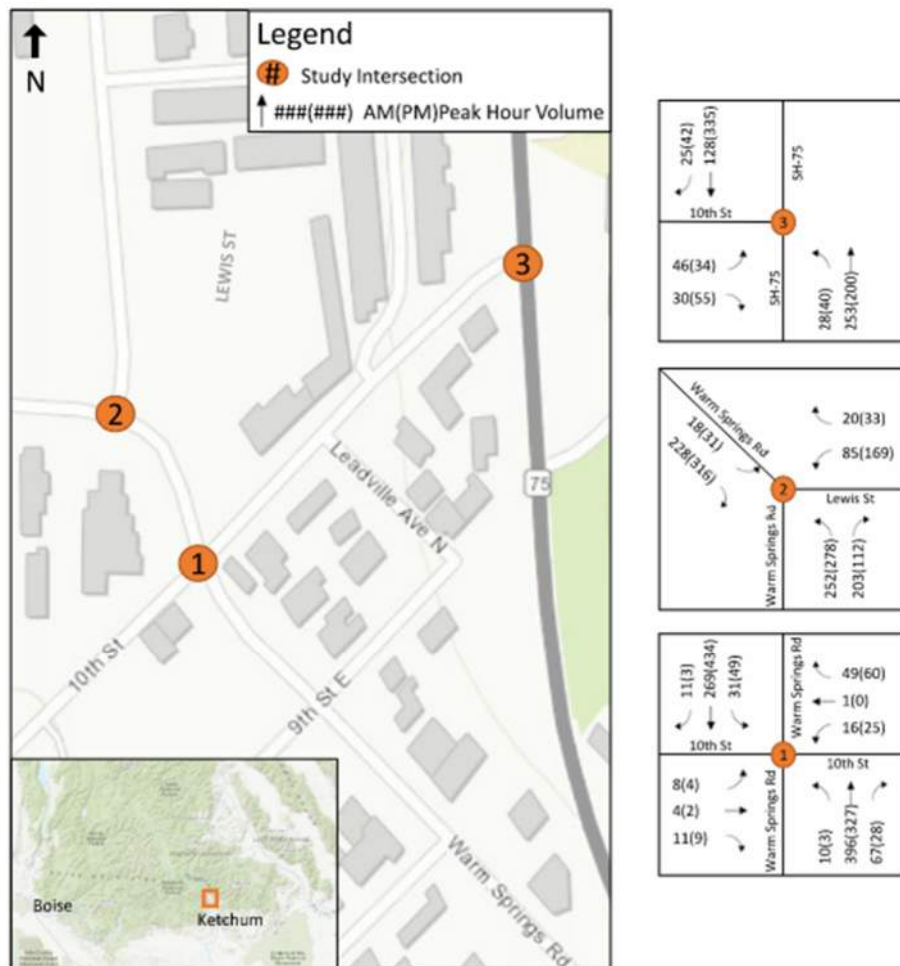 N
Legend
# Study Intersection
###(###) AM(PM)Peak Hour Volume
LEWIS ST
3
2
1
75
Leadville Ave N
10th St
9th St E
Warm Springs Rd
Boise
Ketchum
25(42)
128(335)
SH-75
10th St
3
46(34)
30(55)
SH-75
28(40)
253(200)
Warm Springs Rd
18(31)
228(316)
20(33)
85(169)
2
Lewis St
Warm Springs Rd
252(278)
203(112)
11(3)
269(434)
31(49)
Warm Springs Rd
49(60)
1(0)
16(25)
10th St
1
10th St
8(4)
4(2)
11(9)
Warm Springs Rd
10(3)
396(327)
67(28)